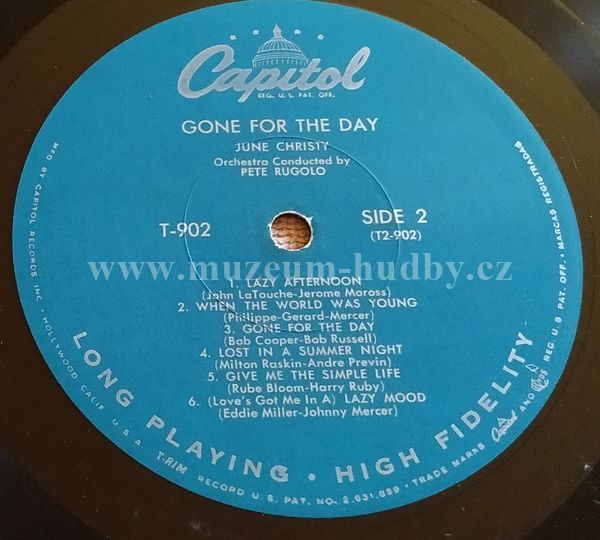 Capitol
REG. U. S. PAT. OFF.
GONE FOR THE DAY
JUNE CHRISTY
Orchestra Conducted by
PETE RUGOLO
T-902
SIDE 2
(T2-902)
www.muzeum-hudby.cz
1. LAZY AFTERNOON
(John LaTouche-Jerome Moross)
2. WHEN THE WORLD WAS YOUNG
(Philippe-Gerard-Mercer)
3. GONE FOR THE DAY
(Bob Cooper-Bob Russell)
4. LOST IN A SUMMER NIGHT
(Milton Raskin-Andre Previn)
5. GIVE ME THE SIMPLE LIFE
(Rube Bloom-Harry Ruby)
6. (Love's Got Me In A) LAZY MOOD
(Eddie Miller-Johnny Mercer)
LONG PLAYING • HIGH FIDELITY
MFD. BY CAPITOL RECORDS INC. • HOLLYWOOD CALIF. U.S.A. T-RIM RECORD U.S. PAT. NO. 2,631,859 • TRADE MARKS Capitol AND REG. U.S. PAT. OFF. • MARCAS REGISTRADAS